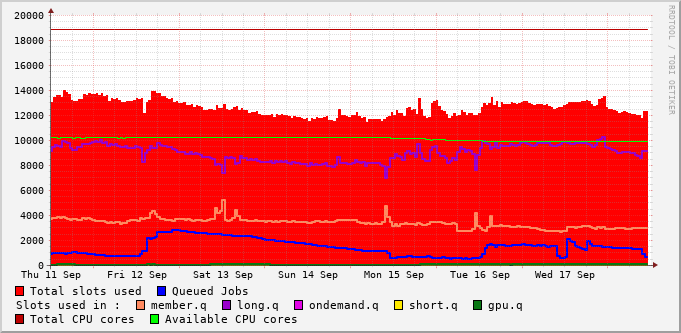 20000
18000
16000
14000
12000
10000
8000
6000
4000
2000
0
Thu 11 Sep Fri 12 Sep Sat 13 Sep Sun 14 Sep Mon 15 Sep Tue 16 Sep Wed 17 Sep
Total slots used Queued Jobs
Slots used in : member.q long.q ondemand.q short.q gpu.q
Total CPU cores Available CPU cores
RRDTOOL / TOBI OETIKER